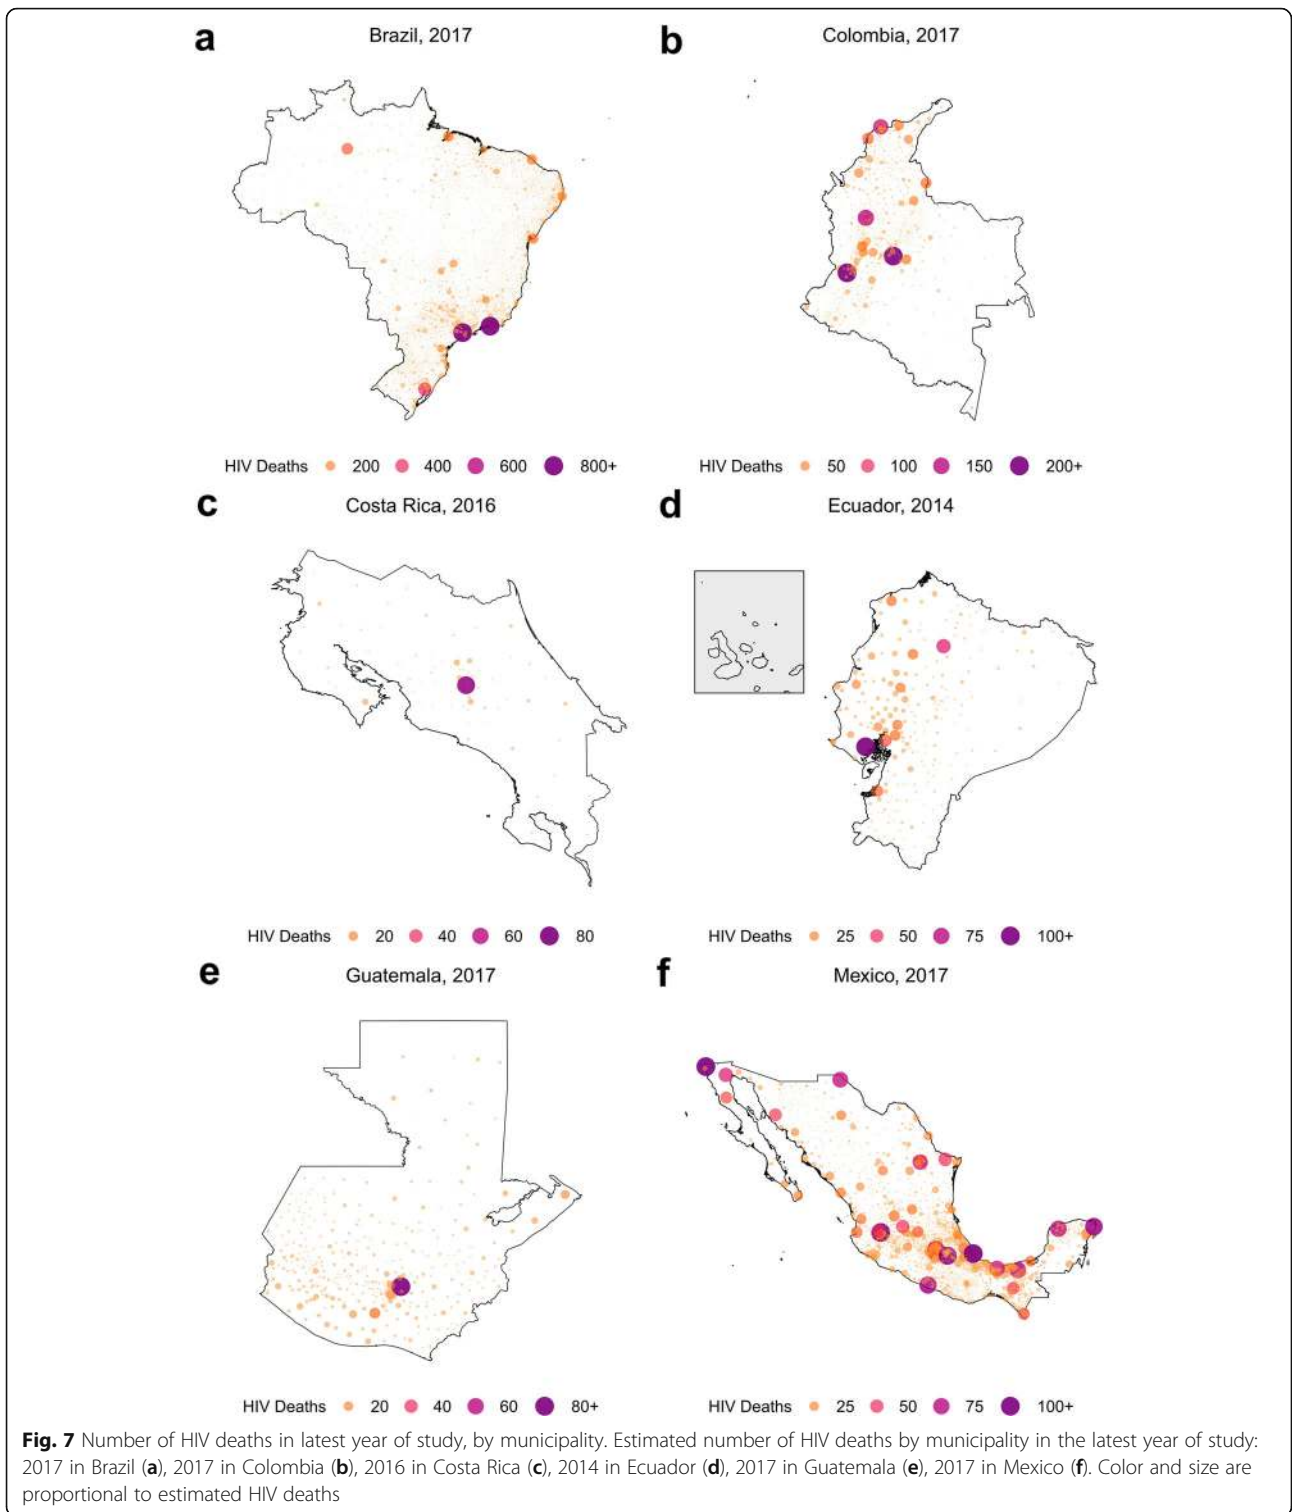 a Brazil, 2017
b Colombia, 2017
HIV Deaths 200 400 600 800+
HIV Deaths 50 100 150 200+
c Costa Rica, 2016
d Ecuador, 2014
HIV Deaths 20 40 60 80
HIV Deaths 25 50 75 100+
e Guatemala, 2017
f Mexico, 2017
HIV Deaths 20 40 60 80+
HIV Deaths 25 50 75 100+
Fig. 7 Number of HIV deaths in latest year of study, by municipality. Estimated number of HIV deaths by municipality in the latest year of study:
2017 in Brazil (a), 2017 in Colombia (b), 2016 in Costa Rica (c), 2014 in Ecuador (d), 2017 in Guatemala (e), 2017 in Mexico (f). Color and size are
proportional to estimated HIV deaths